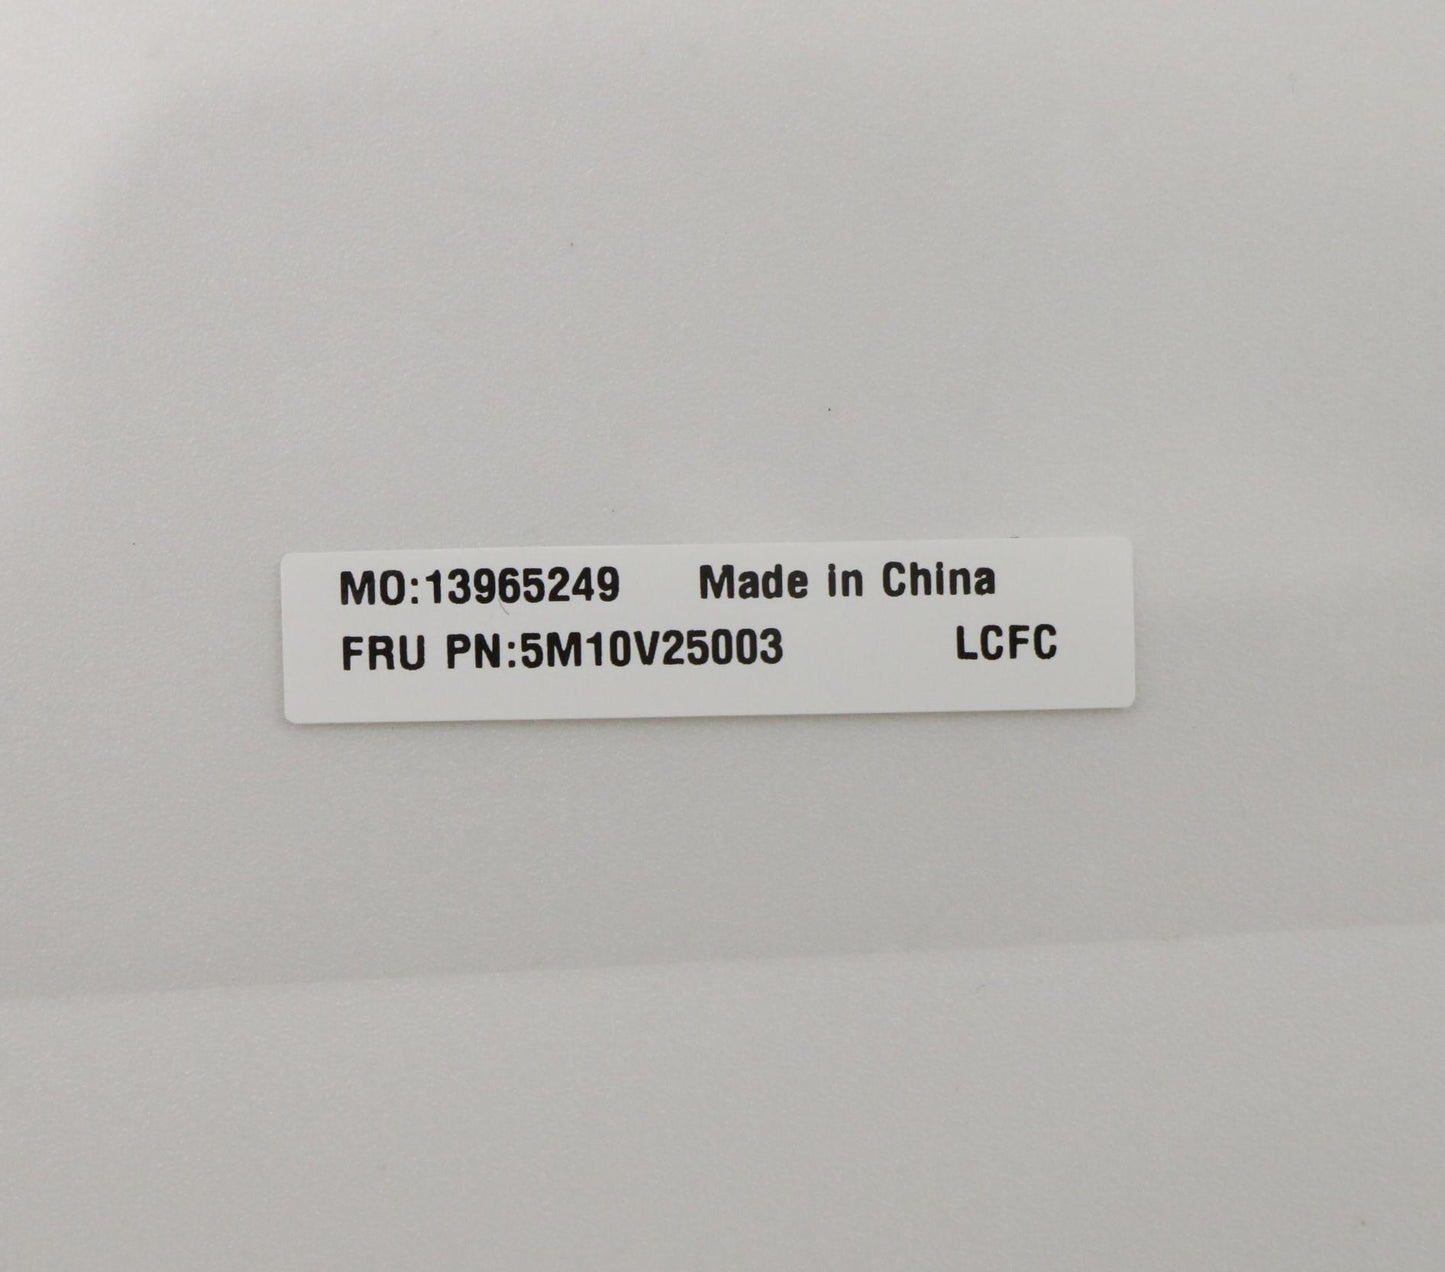 MO:13965249 Made in China
FRU PN:5M10V25003 LCFC